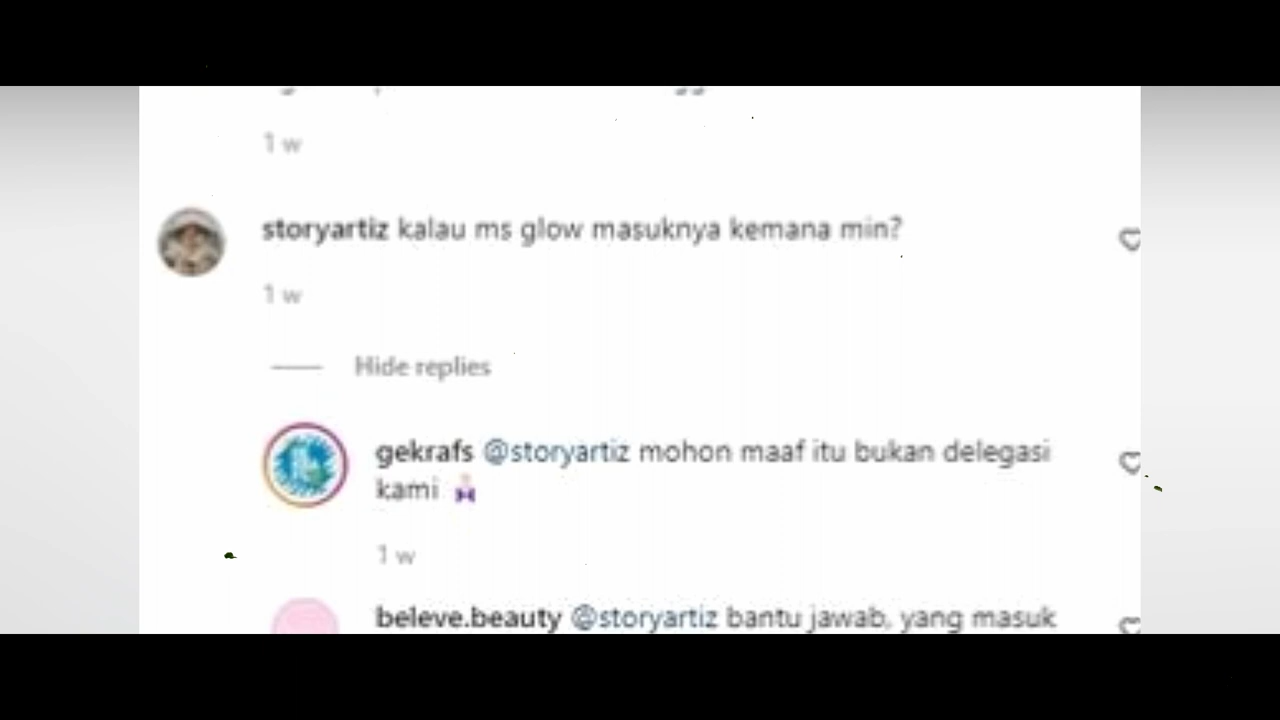 1 w
storyartiz kalau ms glow masuknya kemana min?
1 w
Hide replies
gekrafs @storyartiz mohon maaf itu bukan delegasi
kami
1 w
beleve.beauty @storyartiz bantu jawab, yang masuk